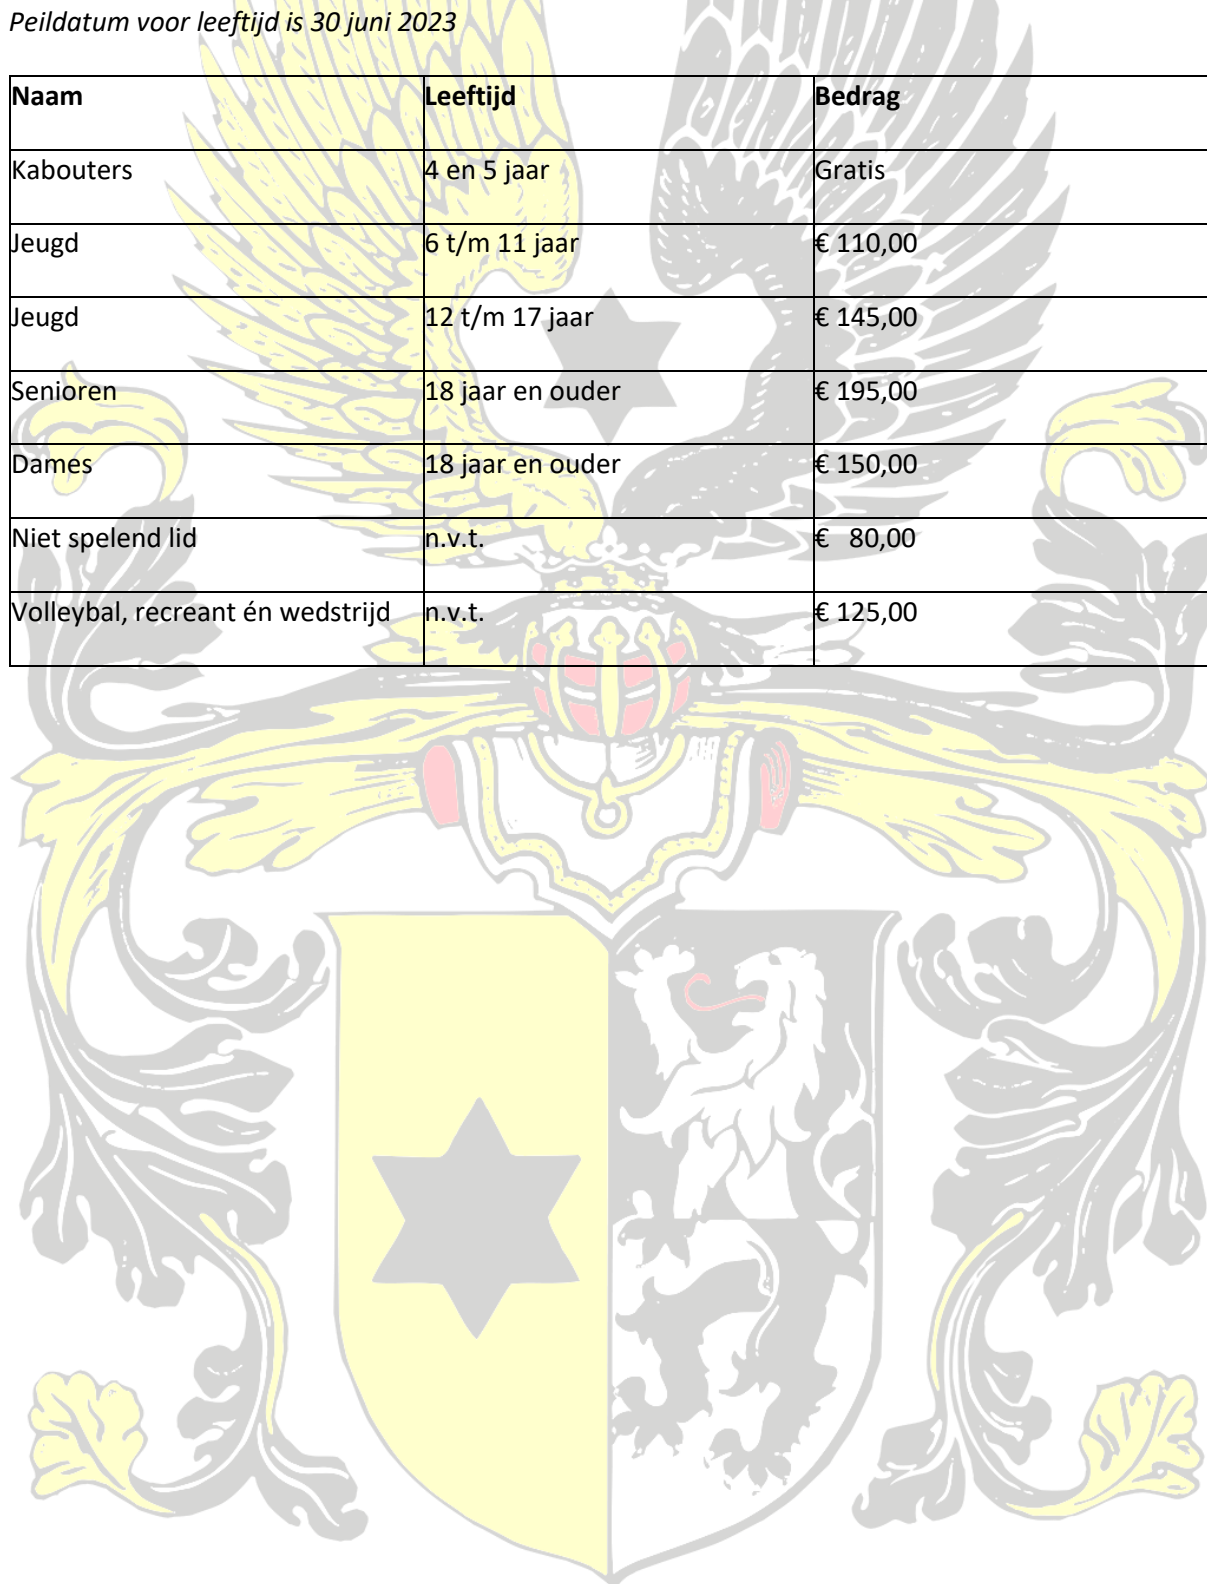 Peildatum voor leeftijd is 30 juni 2023
Naam Leeftijd Bedrag
Kabouters 4 en 5 jaar Gratis
Jeugd 6 t/m 11 jaar € 110,00
Jeugd 12 t/m 17 jaar € 145,00
Senioren 18 jaar en ouder € 195,00
Dames 18 jaar en ouder € 150,00
Niet spelend lid n.v.t. € 80,00
Volleybal, recreant én wedstrijd n.v.t. € 125,00